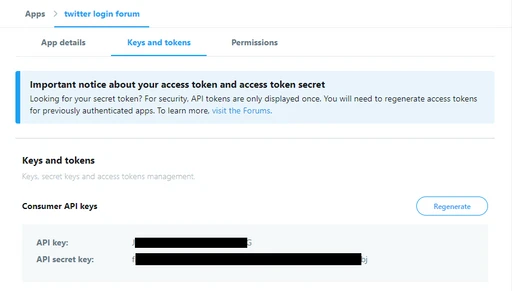 Apps > twitter login forum
App details Keys and tokens Permissions
Important notice about your access token and access token secret
Looking for your secret token? For security, API tokens are only displayed once. You will need to regenerate access tokens
for previously authenticated apps. To learn more, visit the Forums.
Keys and tokens
Keys, secret keys and access tokens management.
Consumer API keys Regenerate
API key:
API secret key: